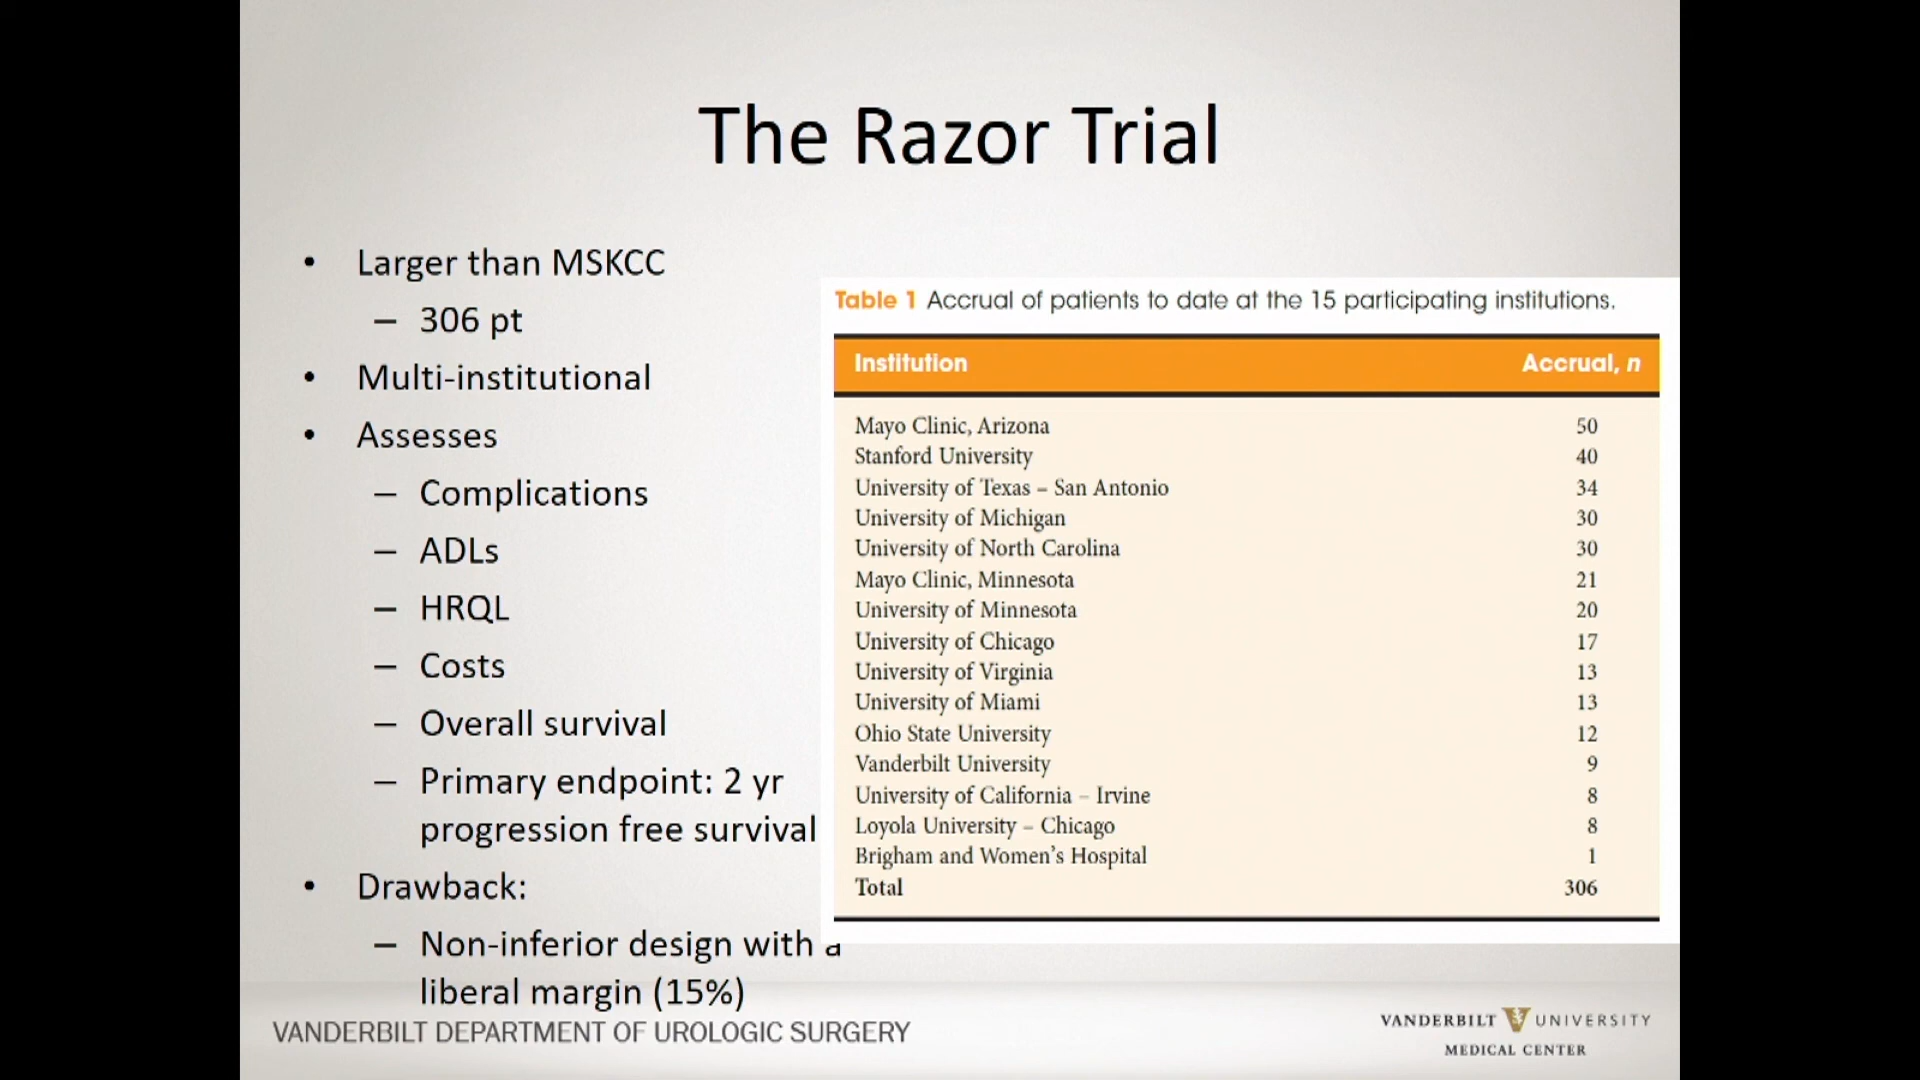 The Razor Trial
• Larger than MSKCC
– 306 pt
• Multi-institutional
• Assesses
– Complications
– ADLs
– HRQL
– Costs
– Overall survival
– Primary endpoint: 2 yr
progression free survival
• Drawback:
– Non-inferior design with a
liberal margin (15%)
Table 1 Accrual of patients to date at the 15 participating institutions.
Institution Accrual, n
Mayo Clinic, Arizona 50
Stanford University 40
University of Texas – San Antonio 34
University of Michigan 30
University of North Carolina 30
Mayo Clinic, Minnesota 21
University of Minnesota 20
University of Chicago 17
University of Virginia 13
University of Miami 13
Ohio State University 12
Vanderbilt University 9
University of California – Irvine 8
Loyola University – Chicago 8
Brigham and Women's Hospital 1
Total 306
VANDERBILT DEPARTMENT OF UROLOGIC SURGERY
VANDERBILT UNIVERSITY
MEDICAL CENTER